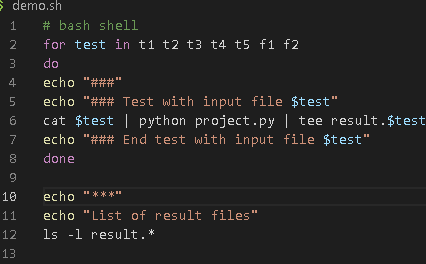 demo.sh
1 # bash shell
2 for test in t1 t2 t3 t4 t5 f1 f2
3 do
4 echo "###"
5 echo "### Test with input file $test"
6 cat $test | python project.py | tee result.$test
7 echo "### End test with input file $test"
8 done
9
10 echo "***"
11 echo "List of result files"
12 ls -l result.*
13